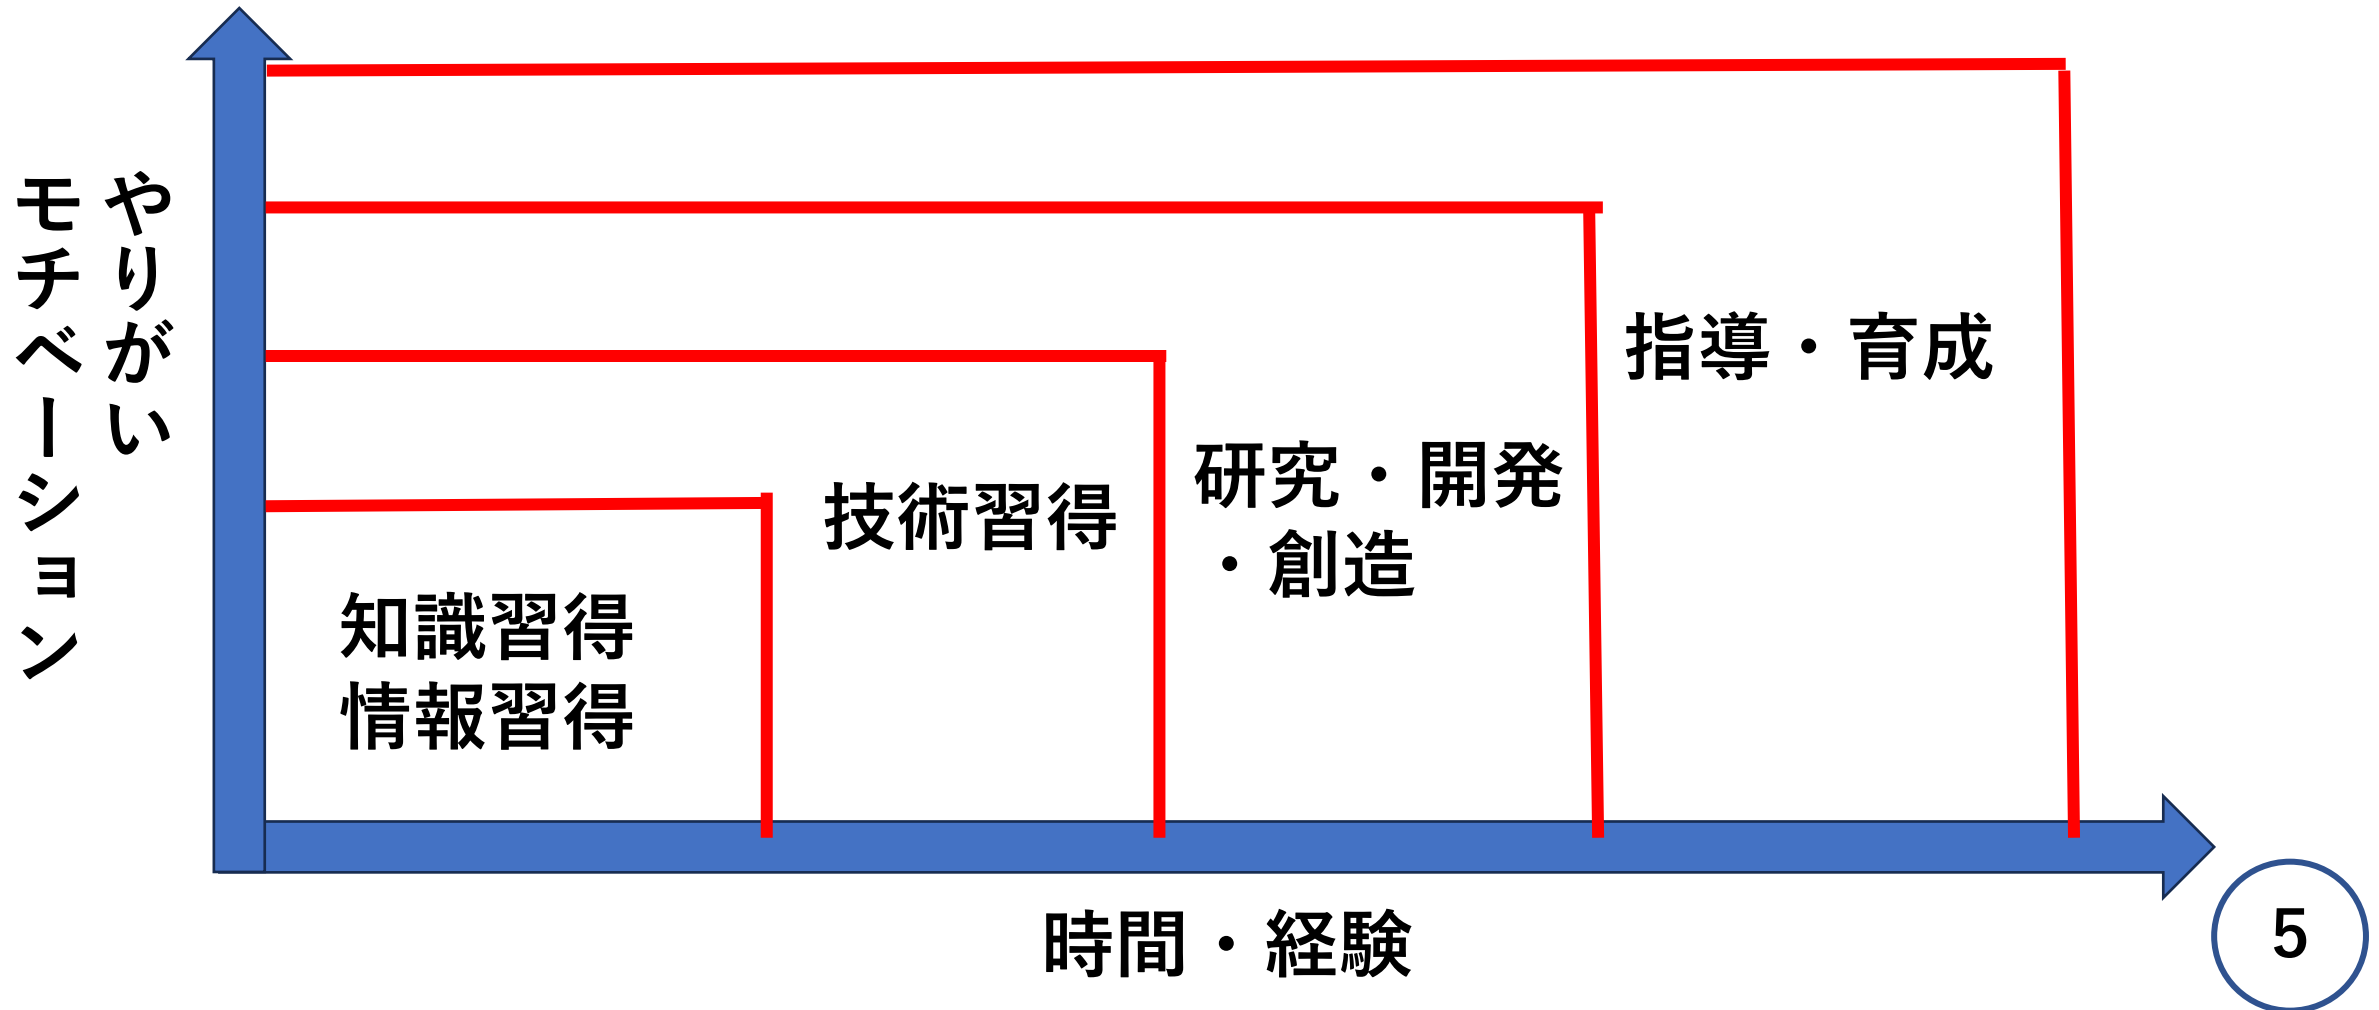 やりがい
モチベーション
知識習得
情報習得
技術習得
研究・開発
・創造
指導・育成
時間・経験
5